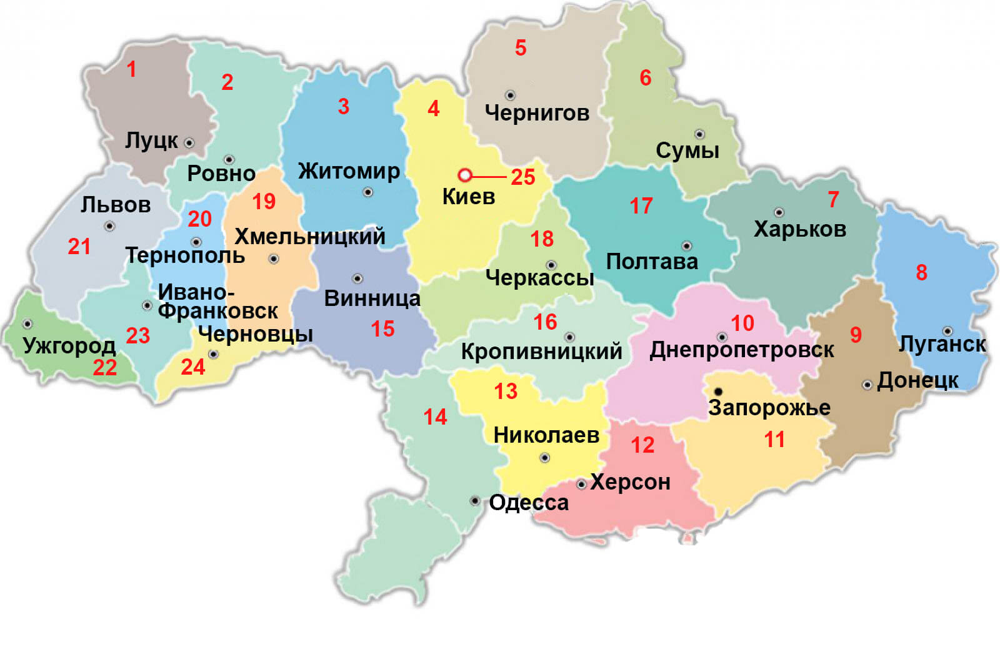 5
1
6
2
3
4
Чернигов
Луцк
Сумы
Ровно
Житомир
25
Киев
Львов
19
17
7
20
Харьков
Хмельницкий
18
21
Тернополь
Полтава
8
Черкассы
Ивано-
Франковск
Винница
16
10
15
9
23
Черновцы
Ужгород
Кропивницкий
Днепропетровск
Луганск
22
24
Донецк
13
Запорожье
14
Николаев
11
12
Херсон
Одесса